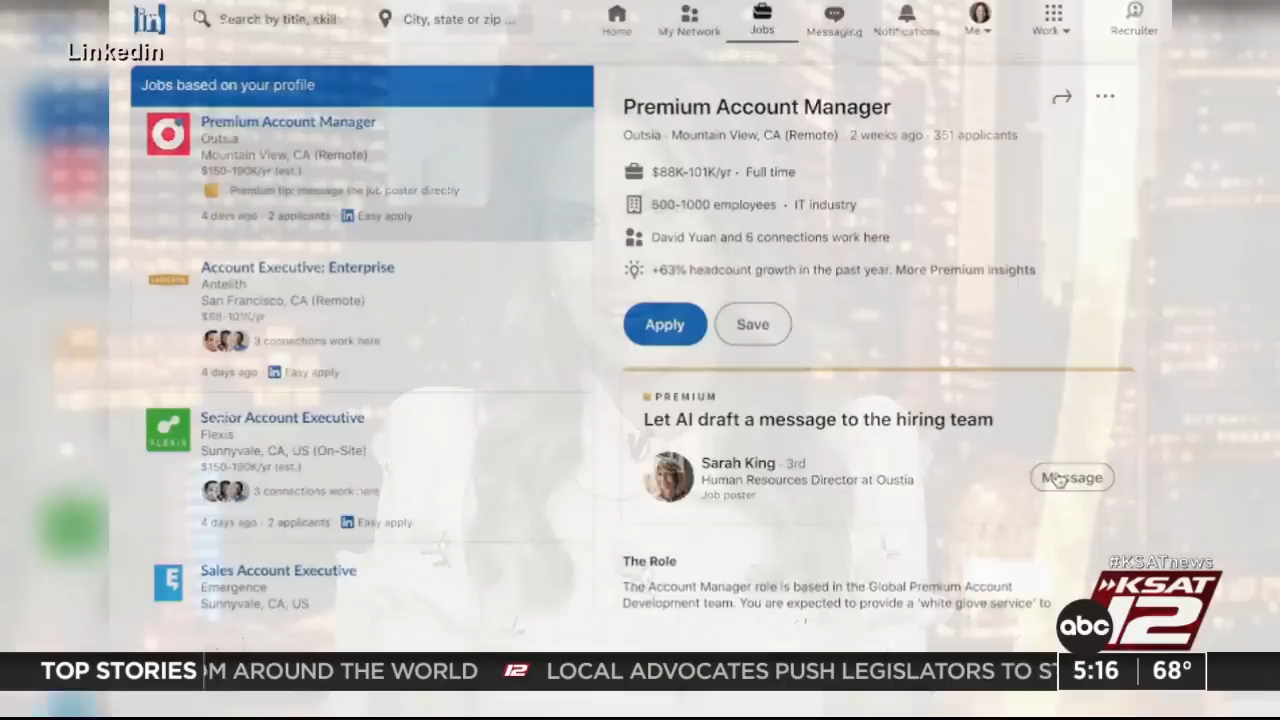 Search by title, skill
City, state or zip ...
Home
My Network
Jobs
Messaging
Notifications
Me
Work
Recruiter
Linkedin
Jobs based on your profile
Premium Account Manager
Outsia
Mountain View, CA (Remote)
$150-190K/yr (est.)
Premium tip: message the job poster directly
4 days ago · 2 applicants
in Easy apply
Account Executive: Enterprise
Antelith
San Francisco, CA (Remote)
$88-101K/yr
3 connections work here
4 days ago · in Easy apply
Senior Account Executive
FLEXIS
Flexis
Sunnyvale, CA, US (On-Site)
$150-190K/yr (est.)
3 connections work here
4 days ago · 2 applicants
in Easy apply
Sales Account Executive
Emergence
Sunnyvale, CA, US
Premium Account Manager
Outsia · Mountain View, CA (Remote) 2 weeks ago · 351 applicants
$88K-101K/yr · Full time
500-1000 employees · IT industry
David Yuan and 6 connections work here
+63% headcount growth in the past year. More Premium insights
Apply
Save
PREMIUM
Let AI draft a message to the hiring team
Sarah King · 3rd
Human Resources Director at Oustia
Job poster
Message
The Role
The Account Manager role is based in the Global Premium Account
Development team. You are expected to provide a 'white glove service' to
#KSATnews
KSAT
abc 12
TOP STORIES
OM AROUND THE WORLD 12 LOCAL ADVOCATES PUSH LEGISLATORS TO ST
5:16 68°